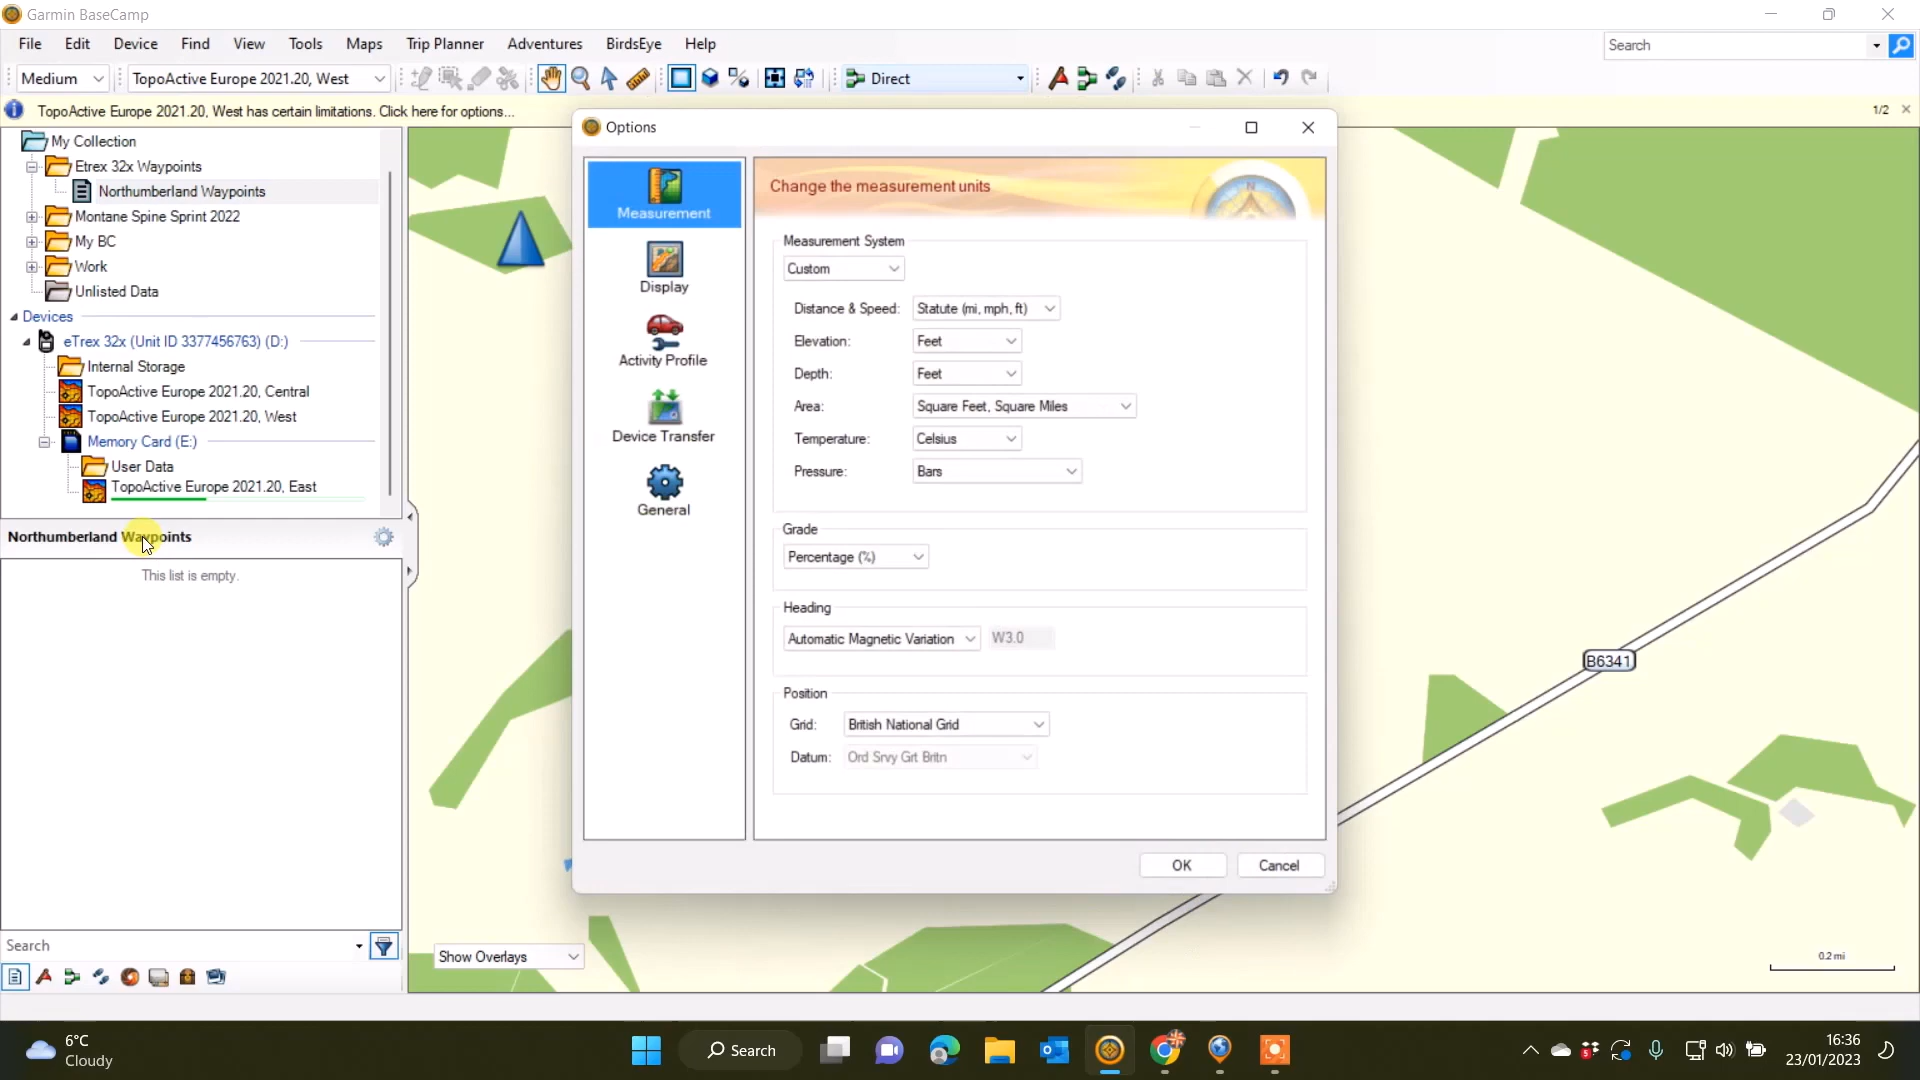 Garmin BaseCamp
File Edit Device Find View Tools Maps Trip Planner Adventures BirdsEye Help
Search
Medium TopoActive Europe 2021.20, West Direct
TopoActive Europe 2021.20, West has certain limitations. Click here for options... 1/2
My Collection
Etrex 32x Waypoints
Northumberland Waypoints
Montane Spine Sprint 2022
My BC
Work
Unlisted Data
Devices
eTrex 32x (Unit ID 3377456763) (D:)
Internal Storage
TopoActive Europe 2021.20, Central
TopoActive Europe 2021.20, West
Memory Card (E:)
User Data
TopoActive Europe 2021.20, East
Northumberland Waypoints
This list is empty.
Search
Options
Measurement
Display
Activity Profile
Device Transfer
General
Change the measurement units
N
Measurement System
Custom
Distance & Speed: Statute (mi, mph, ft)
Elevation: Feet
Depth: Feet
Area: Square Feet, Square Miles
Temperature: Celsius
Pressure: Bars
Grade
Percentage (%)
Heading
Automatic Magnetic Variation W3.0
Position
Grid: British National Grid
Datum: Ord Srvy Grt Britn
OK Cancel
B6341
Show Overlays
0.2 mi
6°C
Cloudy
Search
16:36
23/01/2023